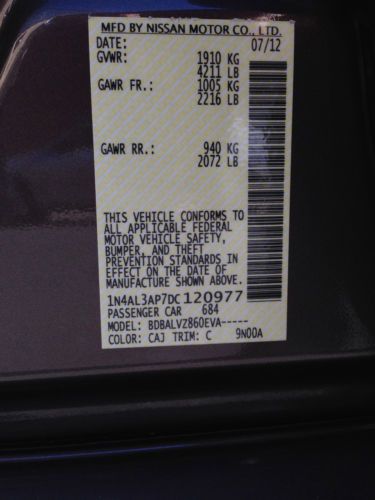 MFD BY NISSAN MOTOR CO., LTD.
DATE: 07/12
GVWR: 1910 KG
4211 LB
GAWR FR.: 1005 KG
2216 LB
GAWR RR.: 940 KG
2072 LB
THIS VEHICLE CONFORMS TO
ALL APPLICABLE FEDERAL
MOTOR VEHICLE SAFETY,
BUMPER, AND THEFT
PREVENTION STANDARDS IN
EFFECT ON THE DATE OF
MANUFACTURE SHOWN ABOVE.
1N4AL3AP7DC120977
PASSENGER CAR 684
MODEL: BDBALVZ860EVA-----
COLOR: CAJ TRIM: C 9N00A